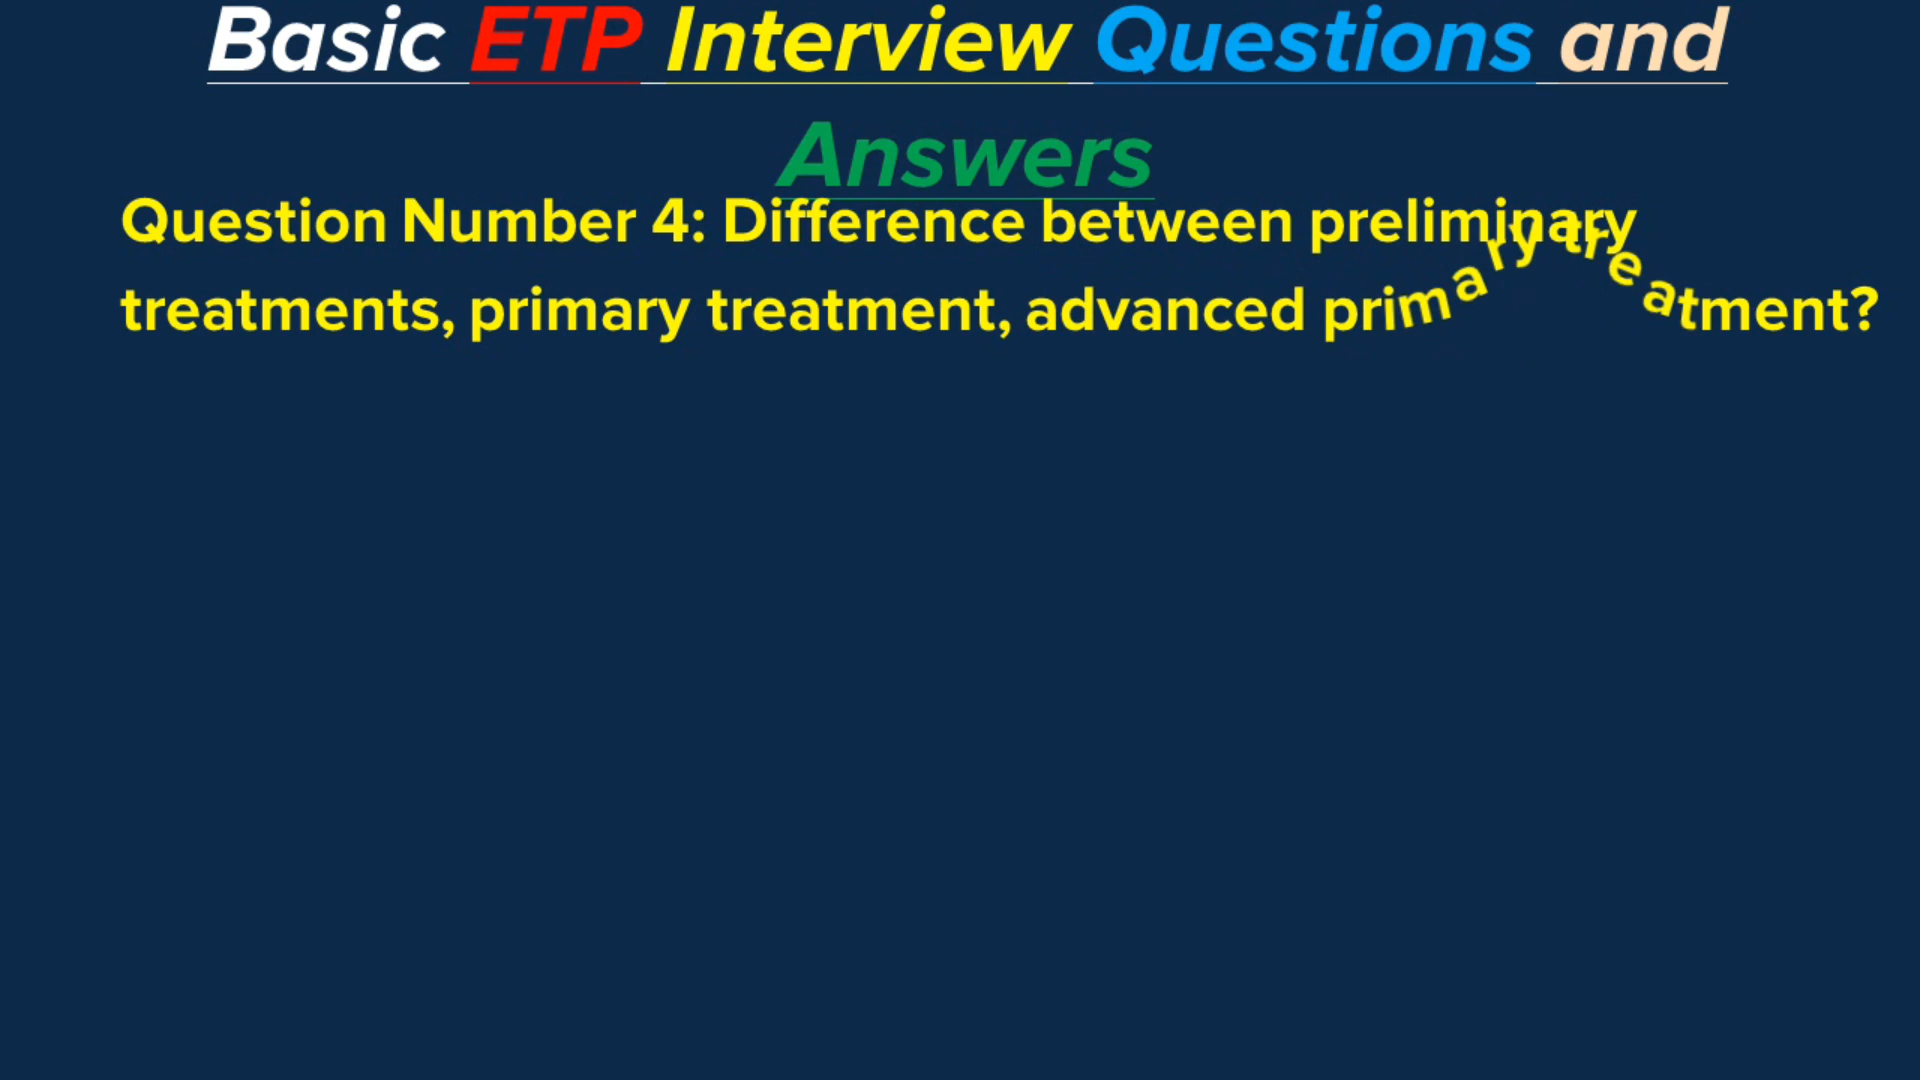 Basic ETP Interview Questions and
Answers
Question Number 4: Difference between preliminary
treatments, primary treatment, advanced primary treatment?